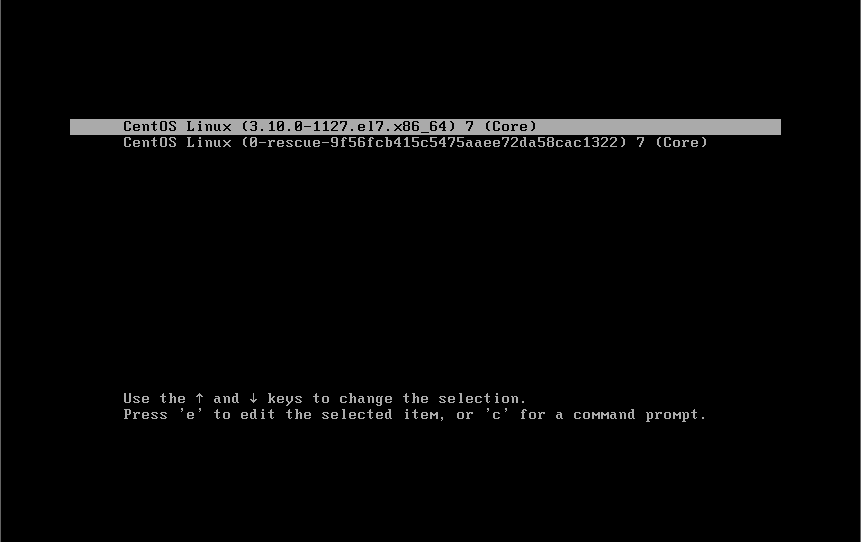 CentOS Linux (3.10.0-1127.el7.x86_64) 7 (Core)
CentOS Linux (0-rescue-9f56fcb415c5475aaee72da58cac1322) 7 (Core)
Use the ↑ and ↓ keys to change the selection.
Press 'e' to edit the selected item, or 'c' for a command prompt.